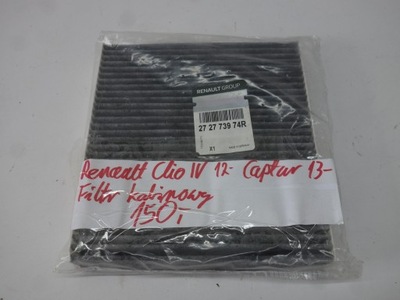 RENAULT GROUP
27 27 739 74R
X1
Renault Clio IV 12- Captur 13-
Filtr kabinowy
150,-